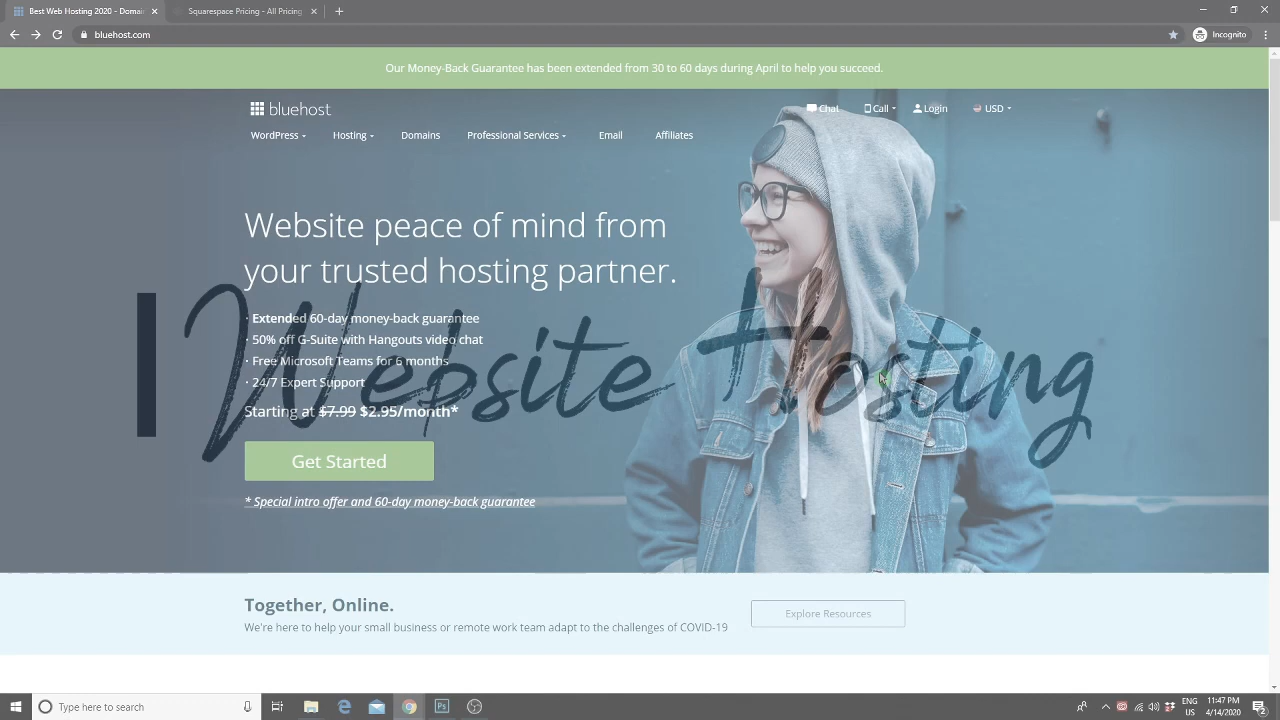 Best Web Hosting 2020 - Domai
Squarespace Pricing - All Pricing
bluehost.com
Incognito
Our Money-Back Guarantee has been extended from 30 to 60 days during April to help you succeed.
bluehost
Chat
Call
Login
USD
WordPress
Hosting
Domains
Professional Services
Email
Affiliates
Website peace of mind from
your trusted hosting partner.
· Extended 60-day money-back guarantee
· 50% off G-Suite with Hangouts video chat
· Free Microsoft Teams for 6 months
· 24/7 Expert Support
Starting at $7.99 $2.95/month*
Website Hosting
Get Started
* Special intro offer and 60-day money-back guarantee
Together, Online.
We're here to help your small business or remote work team adapt to the challenges of COVID-19
Explore Resources
Type here to search
ENG
US
11:47 PM
4/14/2020